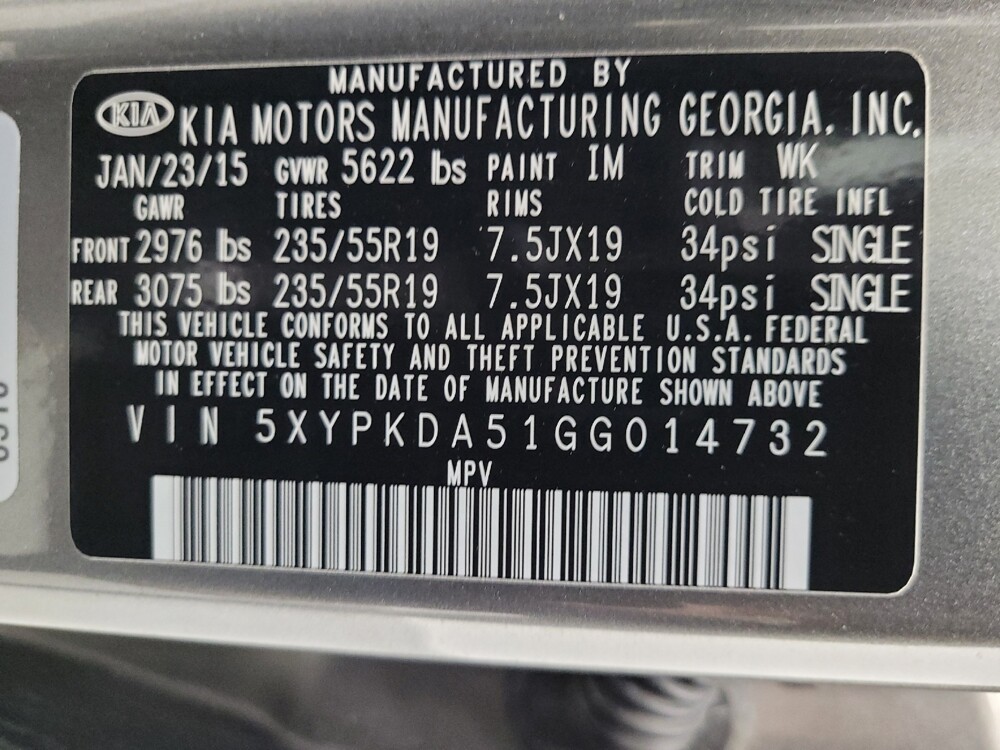 MANUFACTURED BY
KIA KIA MOTORS MANUFACTURING GEORGIA, INC.
JAN/23/15 GVWR 5622 lbs PAINT IM TRIM WK
GAWR TIRES RIMS COLD TIRE INFL
FRONT 2976 lbs 235/55R19 7.5JX19 34psi SINGLE
REAR 3075 lbs 235/55R19 7.5JX19 34psi SINGLE
THIS VEHICLE CONFORMS TO ALL APPLICABLE U.S.A. FEDERAL
MOTOR VEHICLE SAFETY AND THEFT PREVENTION STANDARDS
IN EFFECT ON THE DATE OF MANUFACTURE SHOWN ABOVE
VIN 5XYPKDA51GG014732
MPV